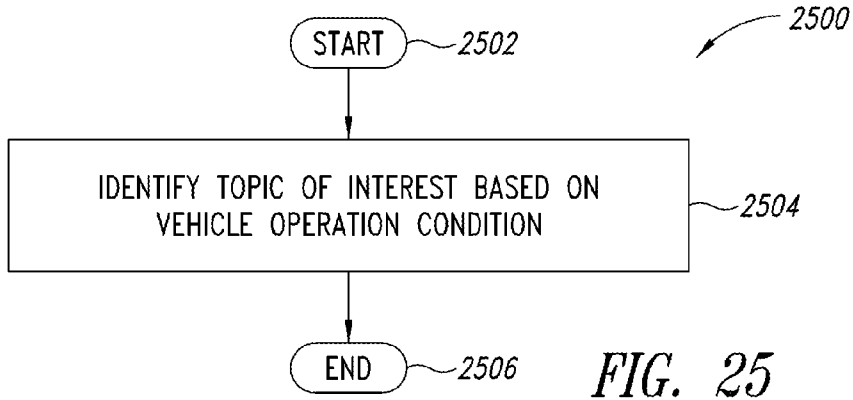 2500
START 2502
IDENTIFY TOPIC OF INTEREST BASED ON
VEHICLE OPERATION CONDITION
2504
END 2506
FIG. 25